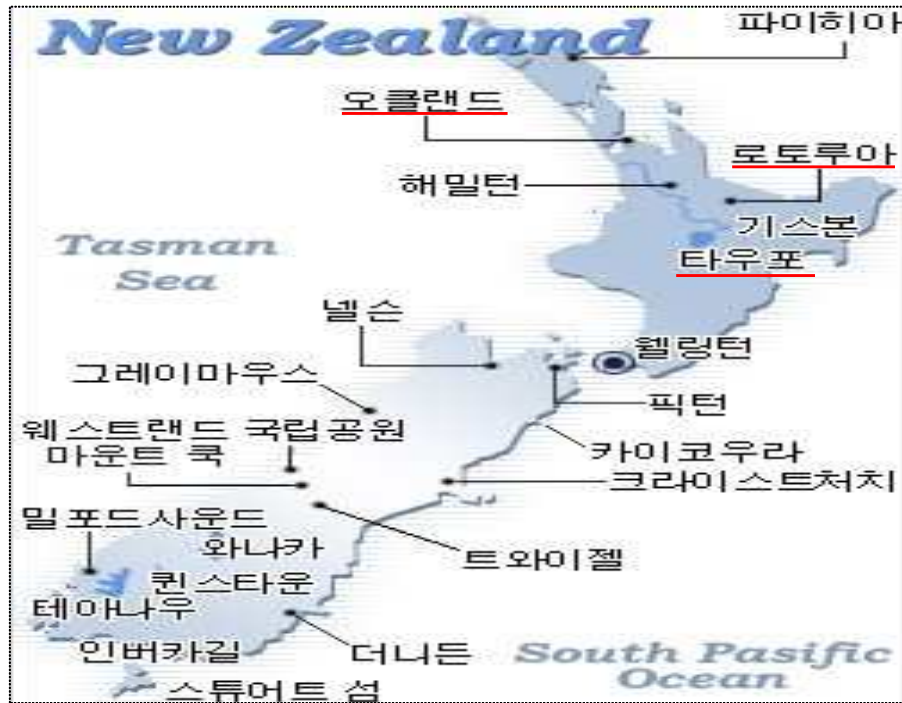 New Zealand
파이히아
오클랜드
로토루아
해밀턴
기스본
타우포
Tasman
Sea
넬슨
웰링턴
그레이마우스
픽턴
웨스트랜드 국립공원
마운트 쿡
카이코우라
크라이스트처치
밀포드사운드
와나카
트와이젤
퀸스타운
테아나우
인버카길
더니든
South Pasific
Ocean
스튜어트 섬